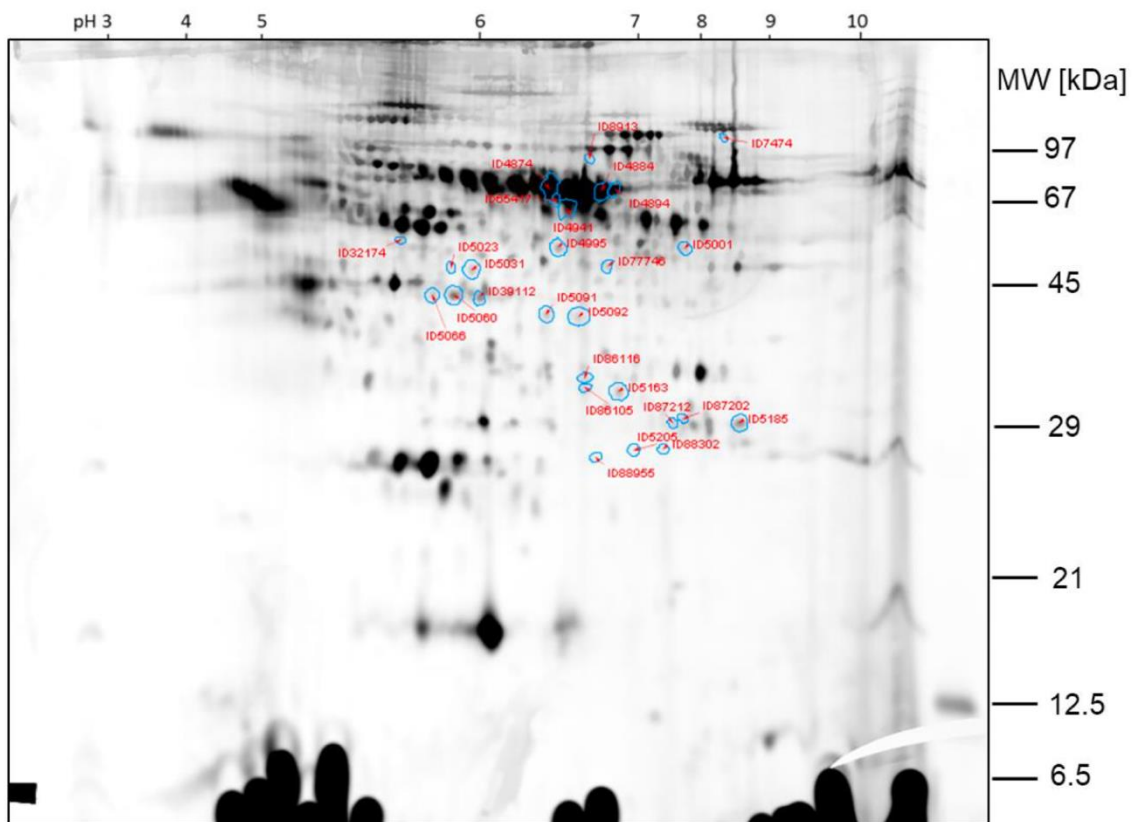 pH 3 4 5 6 7 8 9 10
MW [kDa]
ID8913
ID7474
97
ID4874
ID4884
67
ID65417
ID4894
ID4941
ID32174
ID5023
ID4995
ID5001
ID5031
ID77746
45
ID39112
ID5091
ID5060
ID5092
ID5066
ID86116
ID5163
ID86105
ID87212
ID87202
ID5185
29
ID5205
ID88302
ID88955
21
12.5
6.5